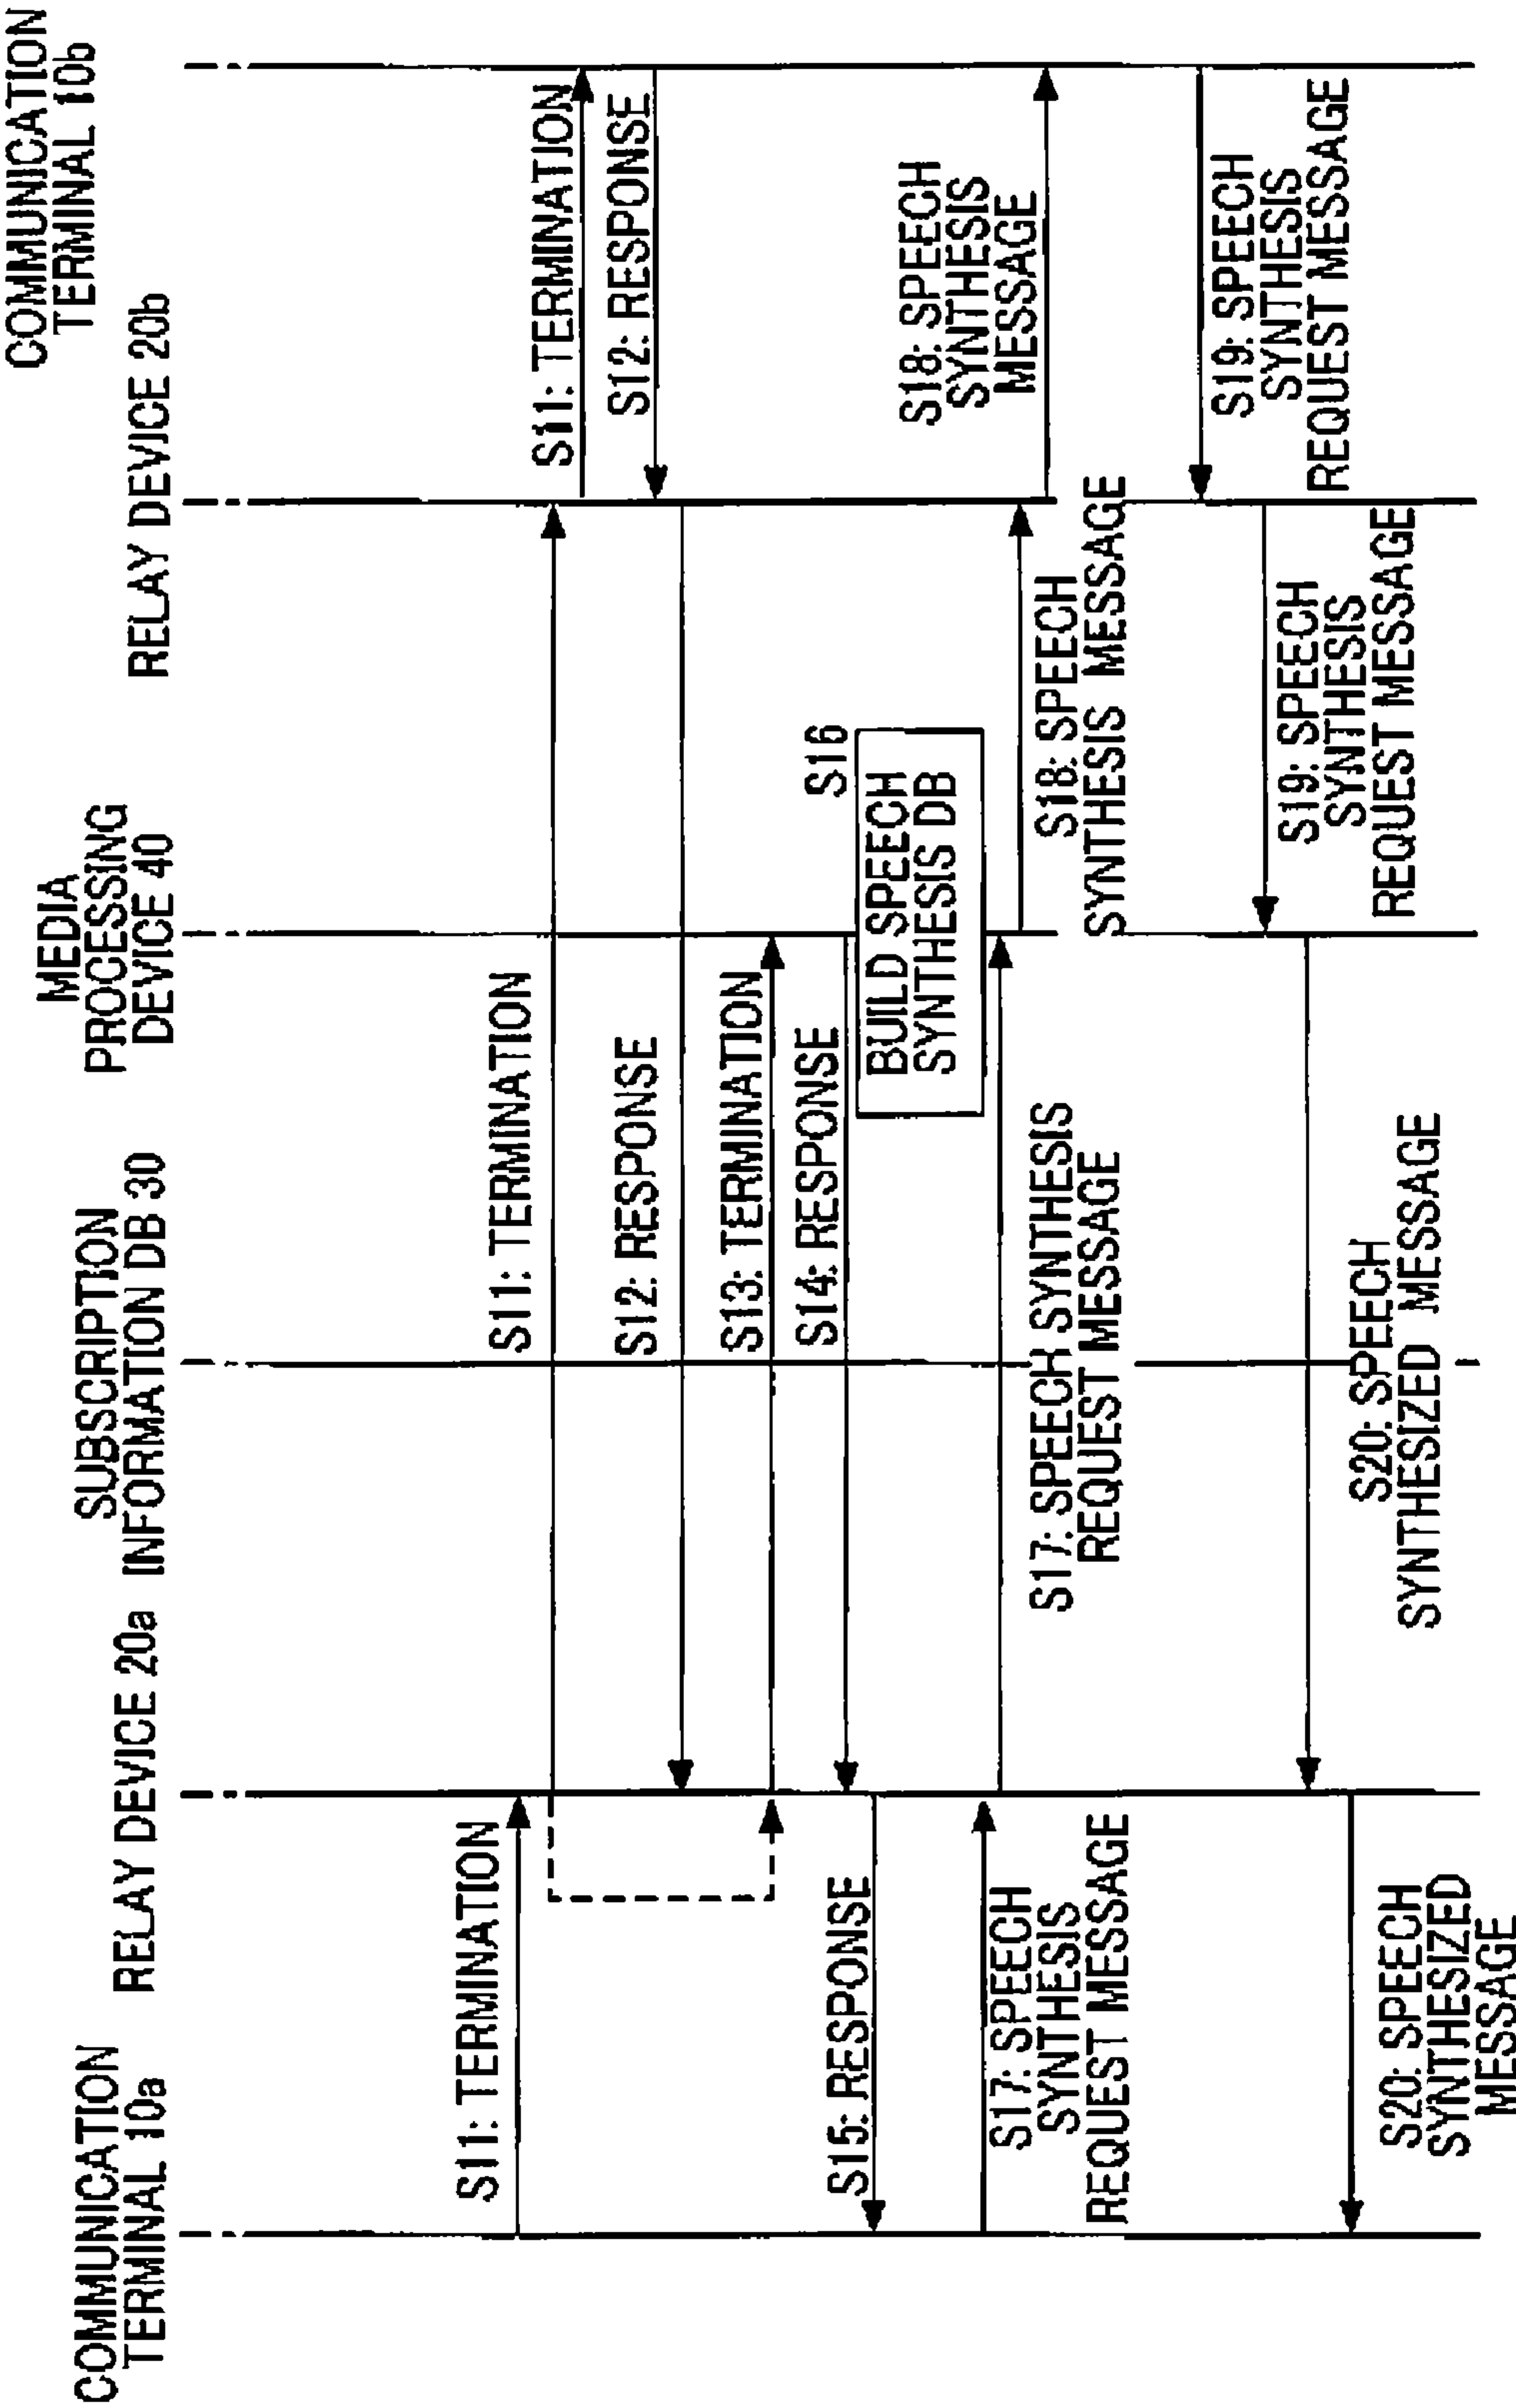 COMMUNICATION
TERMINAL 10a
RELAY DEVICE 20a
SUBSCRIPTION
INFORMATION DB 30
MEDIA
PROCESSING
DEVICE 40
RELAY DEVICE 20b
COMMUNICATION
TERMINAL 10b
S11: TERMINATION
S11: TERMINATION
S11: TERMINATION
S12: RESPONSE
S12: RESPONSE
S13: TERMINATION
S14: RESPONSE
S15: RESPONSE
S16
BUILD SPEECH
SYNTHESIS DB
S17: SPEECH
SYNTHESIS
REQUEST MESSAGE
S17: SPEECH SYNTHESIS
REQUEST MESSAGE
S18: SPEECH
SYNTHESIS MESSAGE
S18: SPEECH
SYNTHESIS
MESSAGE
S19: SPEECH
SYNTHESIS
REQUEST MESSAGE
S19: SPEECH
SYNTHESIS
REQUEST MESSAGE
S20: SPEECH
SYNTHESIZED MESSAGE
S20: SPEECH
SYNTHESIZED
MESSAGE